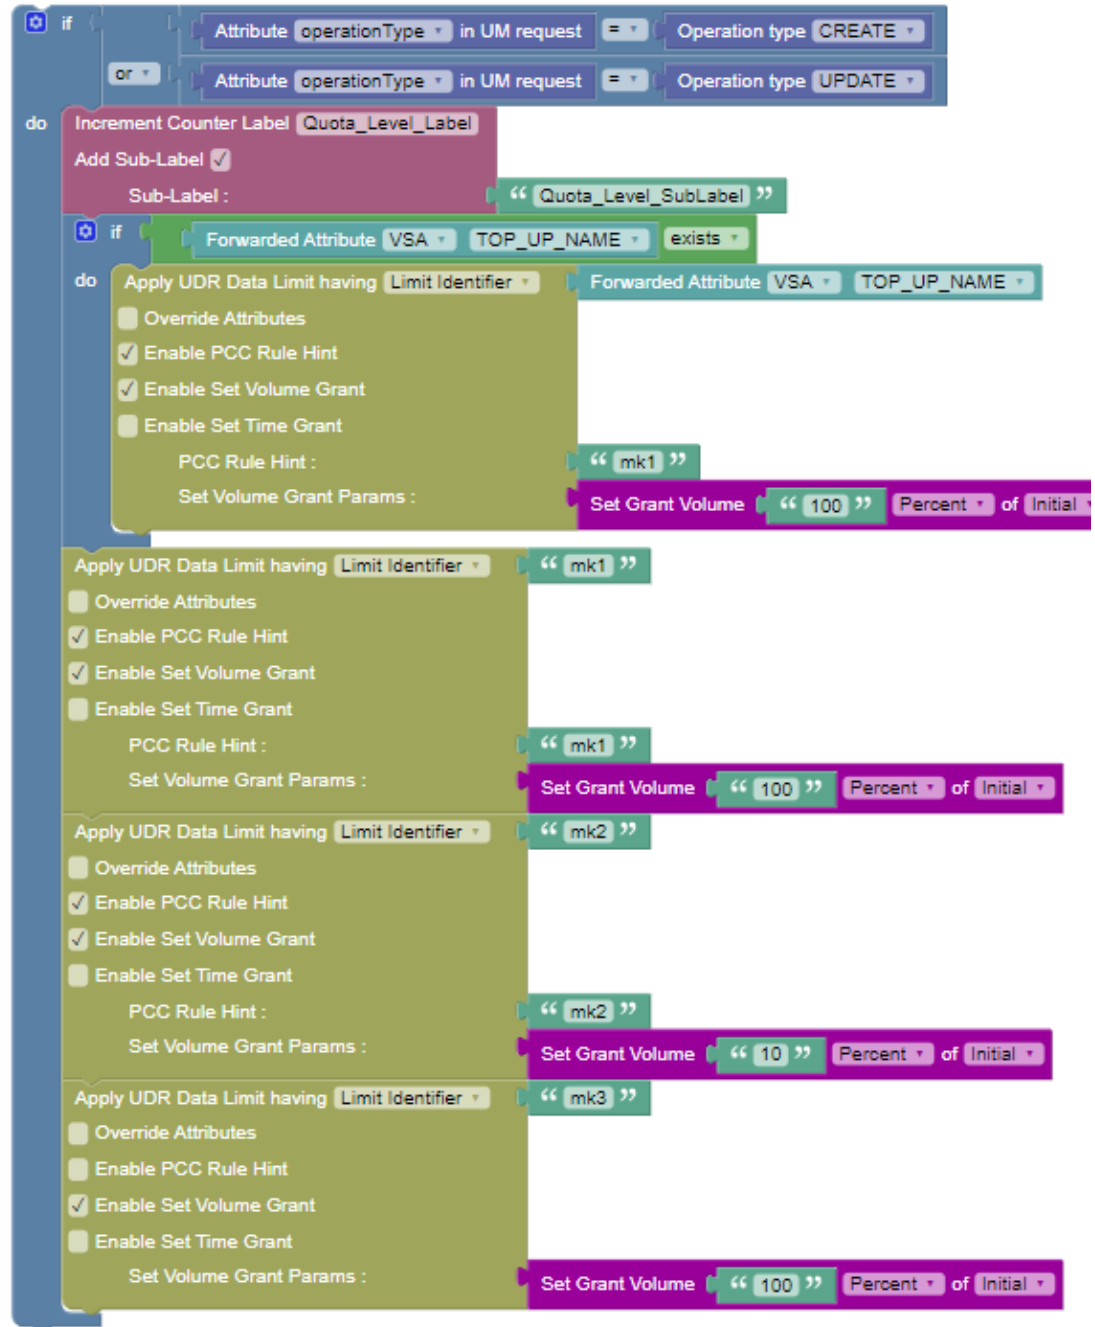 if Attribute operationType in UM request = Operation type CREATE
or Attribute operationType in UM request = Operation type UPDATE
do Increment Counter Label Quota_Level_Label
Add Sub-Label
Sub-Label : “ Quota_Level_SubLabel ”
if Forwarded Attribute VSA TOP_UP_NAME exists
do Apply UDR Data Limit having Limit Identifier Forwarded Attribute VSA TOP_UP_NAME
Override Attributes
Enable PCC Rule Hint
Enable Set Volume Grant
Enable Set Time Grant
PCC Rule Hint : “ mk1 ”
Set Volume Grant Params : Set Grant Volume “ 100 ” Percent of Initial
Apply UDR Data Limit having Limit Identifier “ mk1 ”
Override Attributes
Enable PCC Rule Hint
Enable Set Volume Grant
Enable Set Time Grant
PCC Rule Hint : “ mk1 ”
Set Volume Grant Params : Set Grant Volume “ 100 ” Percent of Initial
Apply UDR Data Limit having Limit Identifier “ mk2 ”
Override Attributes
Enable PCC Rule Hint
Enable Set Volume Grant
Enable Set Time Grant
PCC Rule Hint : “ mk2 ”
Set Volume Grant Params : Set Grant Volume “ 10 ” Percent of Initial
Apply UDR Data Limit having Limit Identifier “ mk3 ”
Override Attributes
Enable PCC Rule Hint
Enable Set Volume Grant
Enable Set Time Grant
Set Volume Grant Params : Set Grant Volume “ 100 ” Percent of Initial